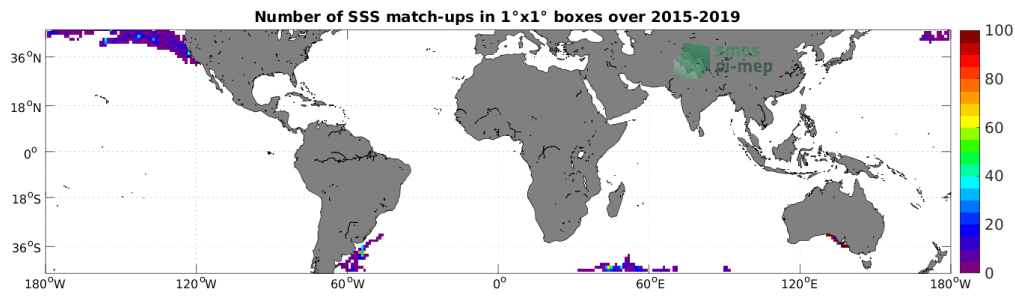 Number of SSS match-ups in 1°x1° boxes over 2015-2019
smos
pi-mep
36°N
18°N
0°
18°S
36°S
180°W
120°W
60°W
0°
60°E
120°E
180°W
100
80
60
40
20
0